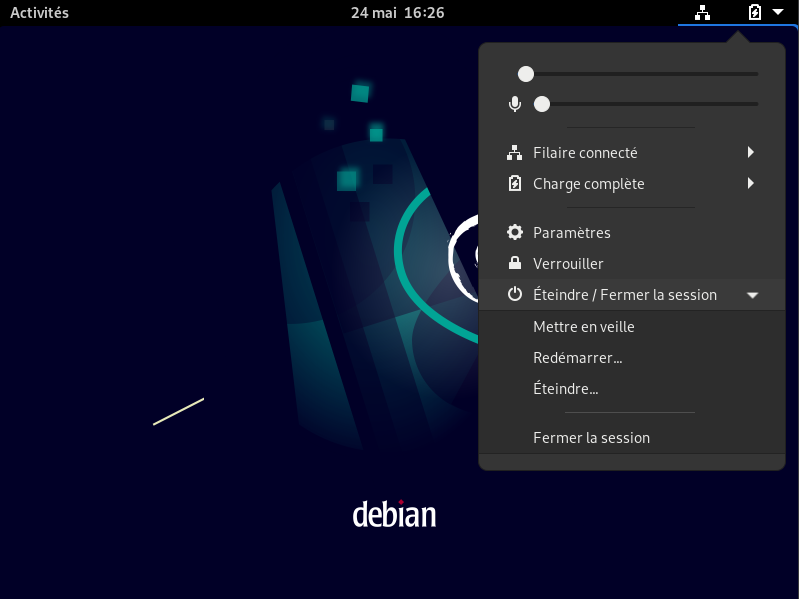 Activités
24 mai 16:26
Filaire connecté
Charge complète
Paramètres
Verrouiller
Éteindre / Fermer la session
Mettre en veille
Redémarrer...
Éteindre...
Fermer la session
debian